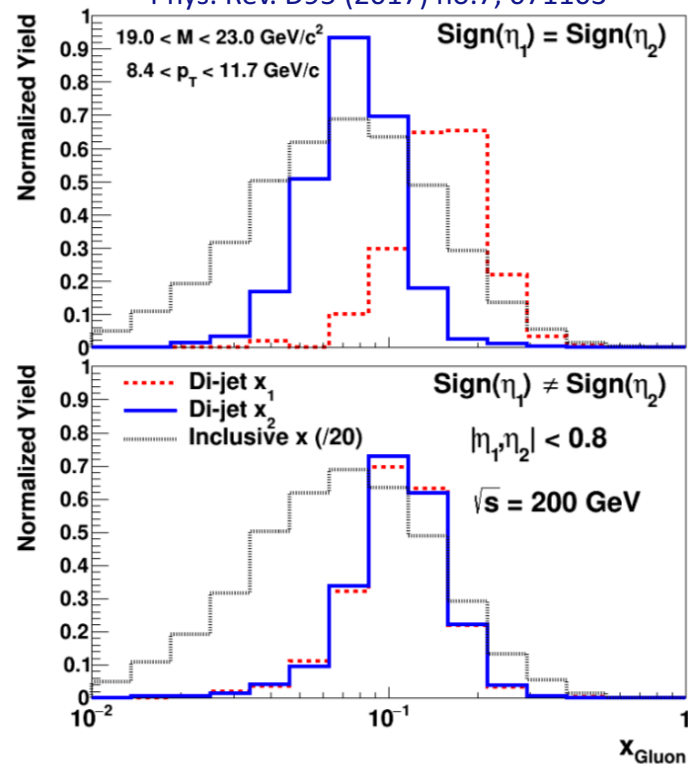 Phys. Rev. D95 (2017) no.7, 071103
19.0 < M < 23.0 GeV/c²
8.4 < p_T < 11.7 GeV/c
Sign(η₁) = Sign(η₂)
Normalized Yield
1
0.9
0.8
0.7
0.6
0.5
0.4
0.3
0.2
0.1
0
Di-jet x₁
Di-jet x₂
Inclusive x (/20)
Sign(η₁) ≠ Sign(η₂)
|η₁,η₂| < 0.8
√s = 200 GeV
Normalized Yield
0.9
0.8
0.7
0.6
0.5
0.4
0.3
0.2
0.1
0
10⁻²
10⁻¹
1
x_Gluon